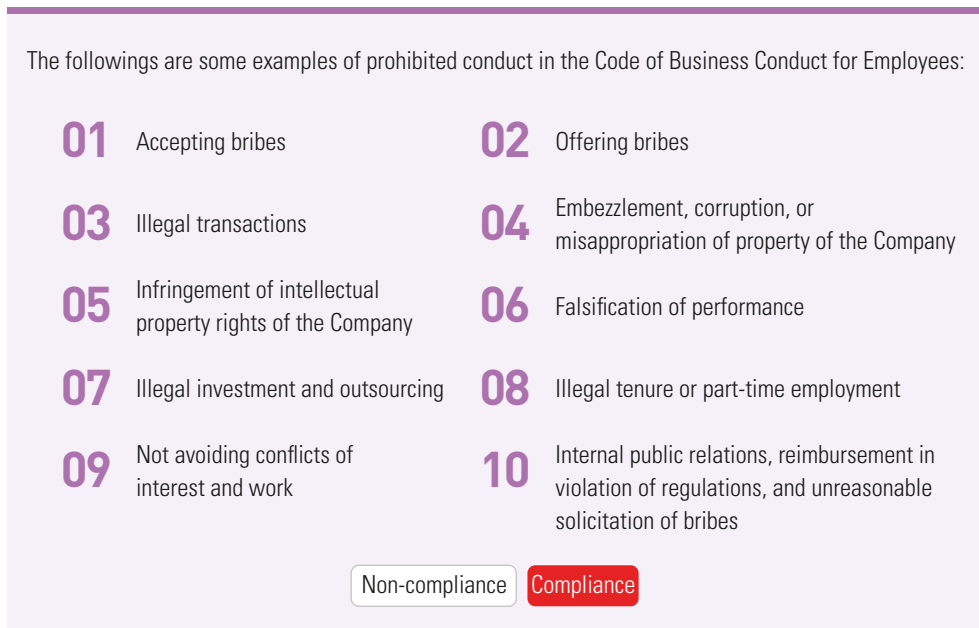 The followings are some examples of prohibited conduct in the Code of Business Conduct for Employees:
01
Accepting bribes
02
Offering bribes
03
Illegal transactions
04
Embezzlement, corruption, or
misappropriation of property of the Company
05
Infringement of intellectual
property rights of the Company
06
Falsification of performance
07
Illegal investment and outsourcing
08
Illegal tenure or part-time employment
09
Not avoiding conflicts of
interest and work
10
Internal public relations, reimbursement in
violation of regulations, and unreasonable
solicitation of bribes
Non-compliance
Compliance